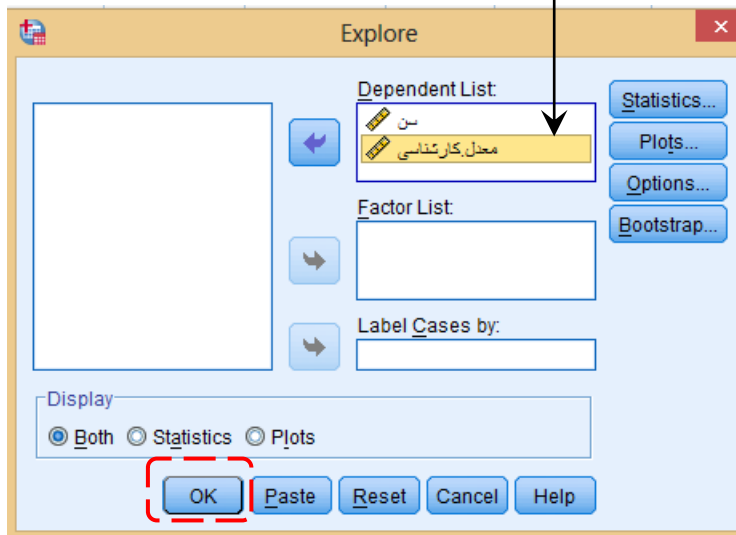 Explore
Dependent List:
سن
معدل.کارشناسی
Statistics...
Plots...
Options...
Bootstrap...
Factor List:
Label Cases by:
Display
Both Statistics Plots
OK Paste Reset Cancel Help